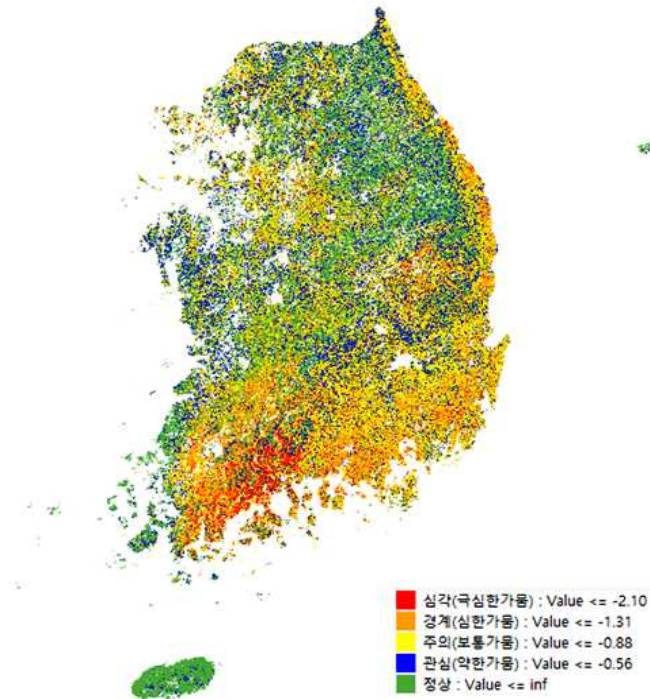 심각(극심한가뭄) : Value <= -2.10
경계(심한가뭄) : Value <= -1.31
주의(보통가뭄) : Value <= -0.88
관심(약한가뭄) : Value <= -0.56
정상 : Value <= inf